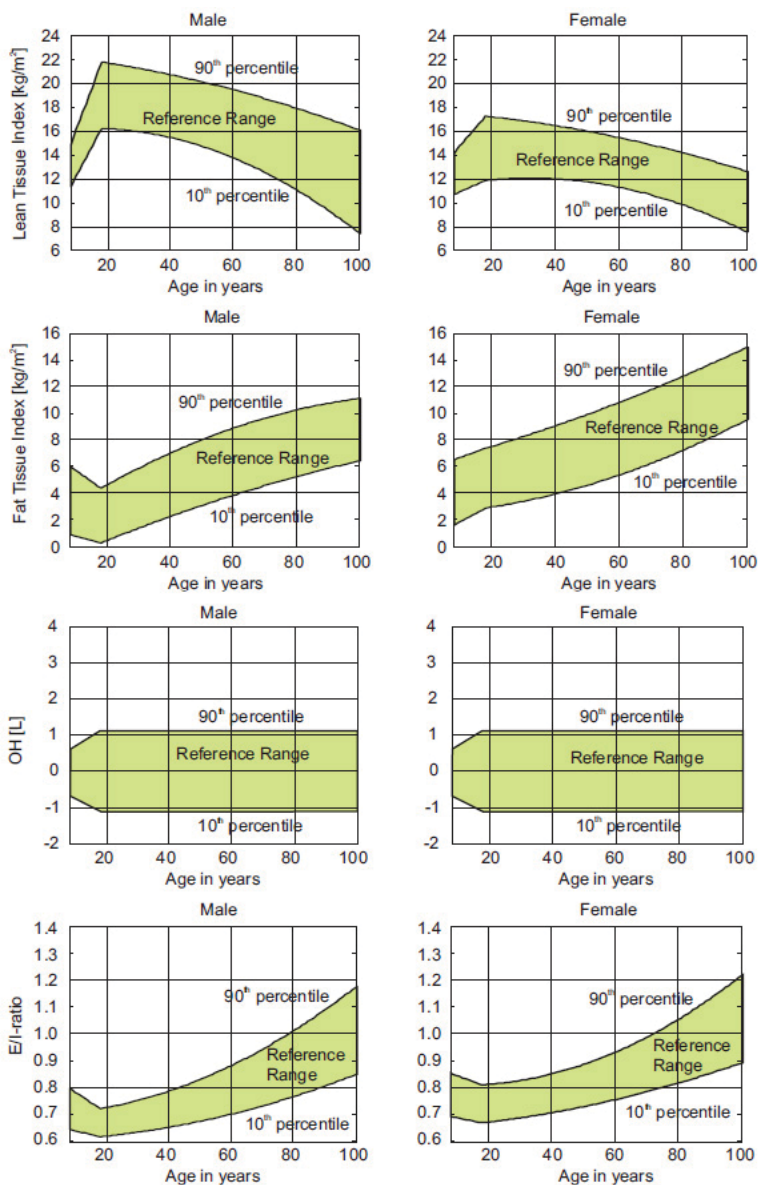 Male
Lean Tissue Index [kg/m²]
24
22
20
18
16
14
12
10
8
6
90th percentile
Reference Range
10th percentile
20 40 60 80 100
Age in years
Female
24
22
20
18
16
14
12
10
8
6
90th percentile
Reference Range
10th percentile
20 40 60 80 100
Age in years
Male
Fat Tissue Index [kg/m²]
16
14
12
10
8
6
4
2
0
90th percentile
Reference Range
10th percentile
20 40 60 80 100
Age in years
Female
16
14
12
10
8
6
4
2
0
90th percentile
Reference Range
10th percentile
20 40 60 80 100
Age in years
Male
OH [L]
4
3
2
1
0
-1
-2
90th percentile
Reference Range
10th percentile
20 40 60 80 100
Age in years
Female
4
3
2
1
0
-1
-2
90th percentile
Reference Range
10th percentile
20 40 60 80 100
Age in years
Male
E/I-ratio
1.4
1.3
1.2
1.1
1.0
0.9
0.8
0.7
0.6
90th percentile
Reference
Range
10th percentile
20 40 60 80 100
Age in years
Female
1.4
1.3
1.2
1.1
1.0
0.9
0.8
0.7
0.6
90th percentile
Reference
Range
10th percentile
20 40 60 80 100
Age in years